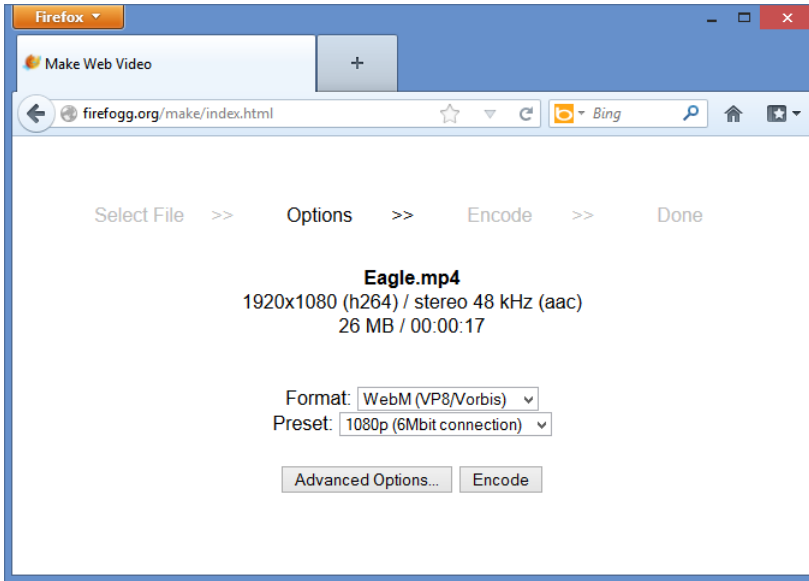 Firefox
Make Web Video
firefogg.org/make/index.html
Bing
Select File >> Options >> Encode >> Done
Eagle.mp4
1920x1080 (h264) / stereo 48 kHz (aac)
26 MB / 00:00:17
Format: WebM (VP8/Vorbis)
Preset: 1080p (6Mbit connection)
Advanced Options... Encode